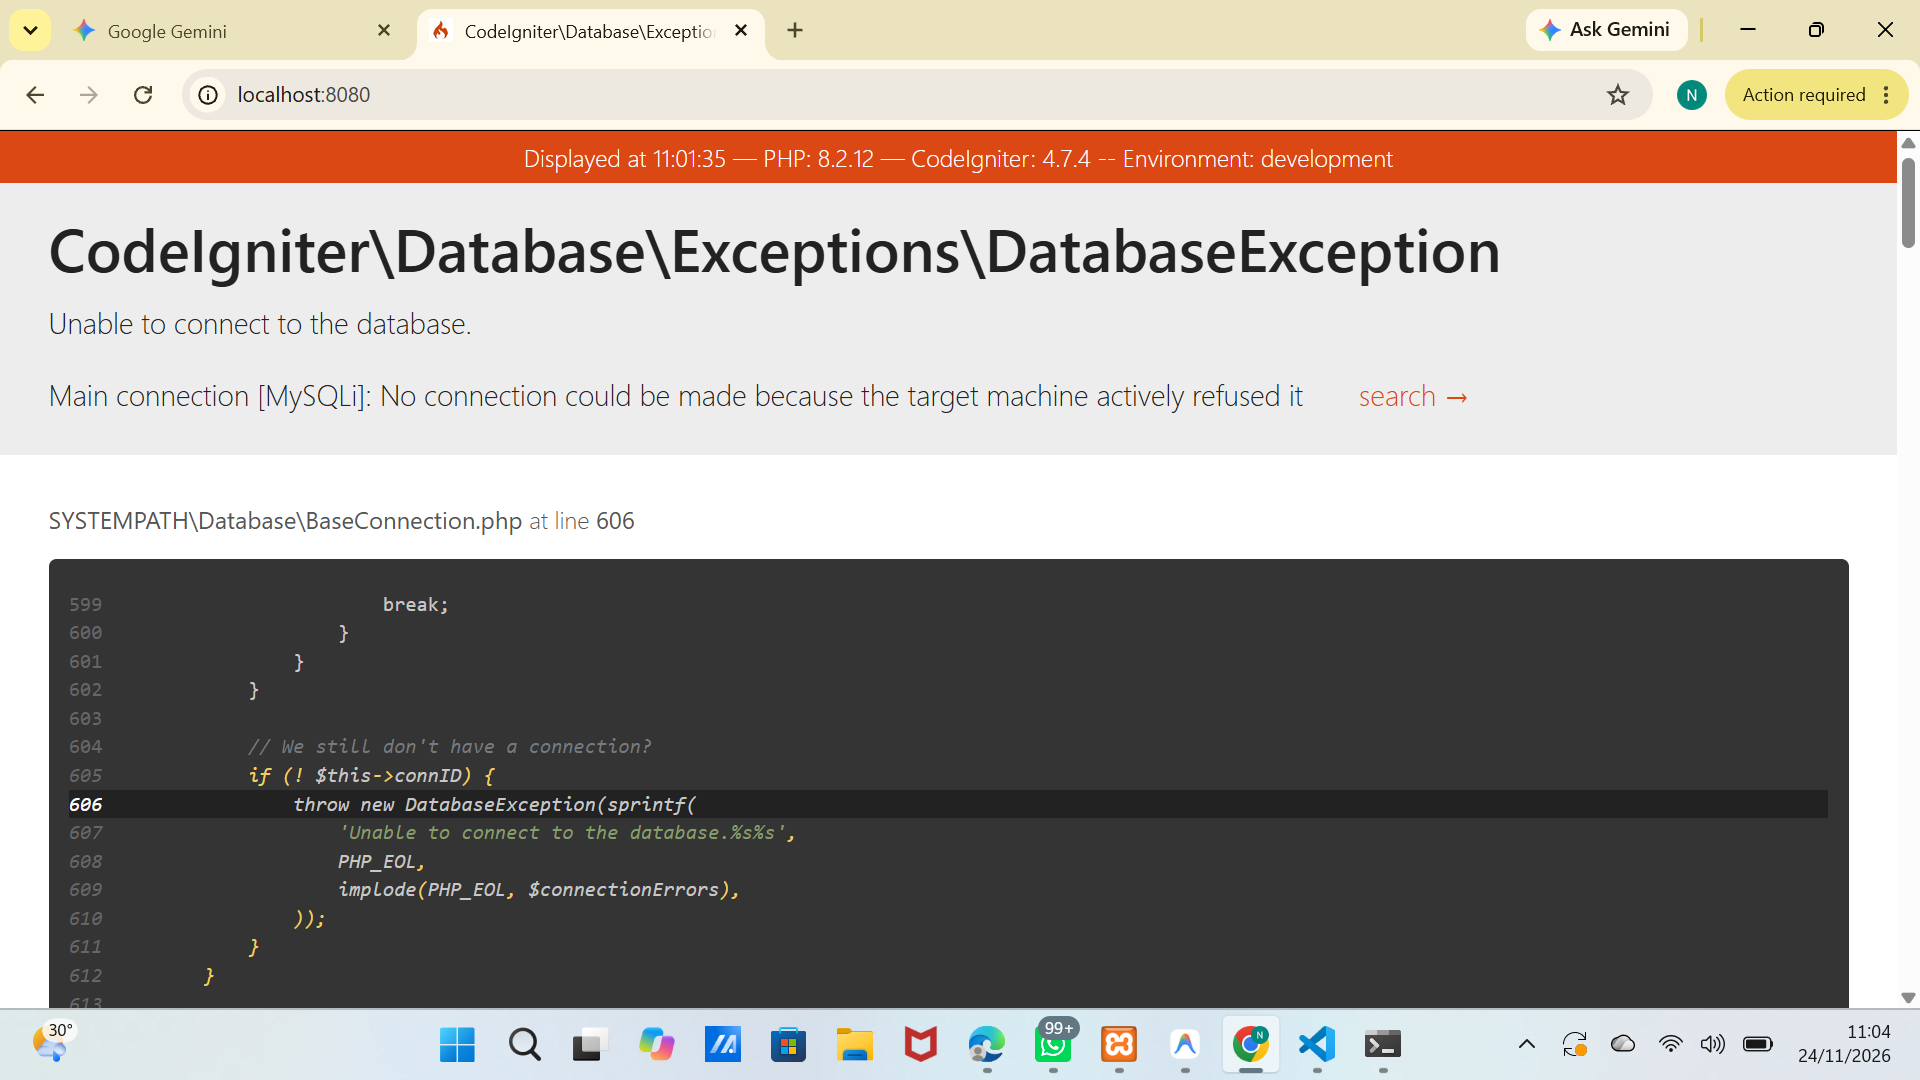 Google Gemini
CodeIgniter\Database\Exceptio
Ask Gemini
localhost:8080
N
Action required
Displayed at 11:01:35 — PHP: 8.2.12 — CodeIgniter: 4.7.4 -- Environment: development
CodeIgniter\Database\Exceptions\DatabaseException
Unable to connect to the database.
Main connection [MySQLi]: No connection could be made because the target machine actively refused it search →
SYSTEMPATH\Database\BaseConnection.php at line 606
599 break;
600 }
601 }
602 }
603
604 // We still don't have a connection?
605 if (! $this->connID) {
606 throw new DatabaseException(sprintf(
607 'Unable to connect to the database.%s%s',
608 PHP_EOL,
609 implode(PHP_EOL, $connectionErrors),
610 ));
611 }
612 }
613
30°
99+
N
11:04
24/11/2026